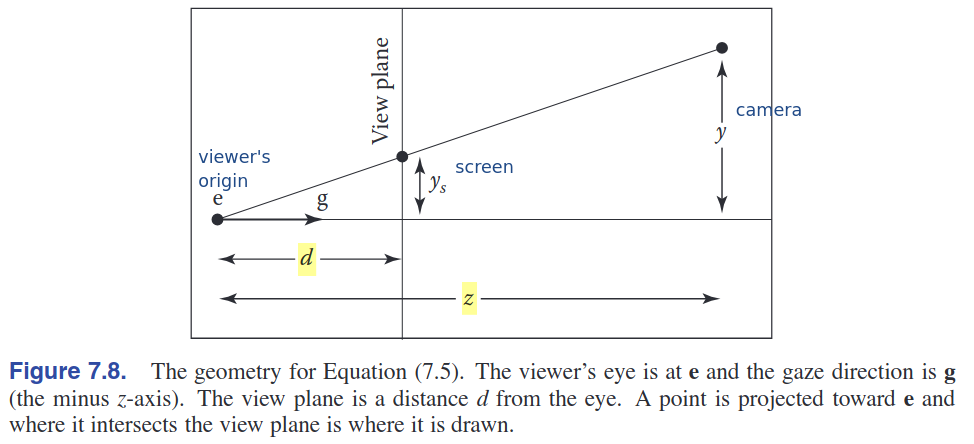 View plane
camera
y
viewer's
origin
screen
yₛ
e
g
d
z
Figure 7.8. The geometry for Equation (7.5). The viewer’s eye is at e and the gaze direction is g
(the minus z-axis). The view plane is a distance d from the eye. A point is projected toward e and
where it intersects the view plane is where it is drawn.